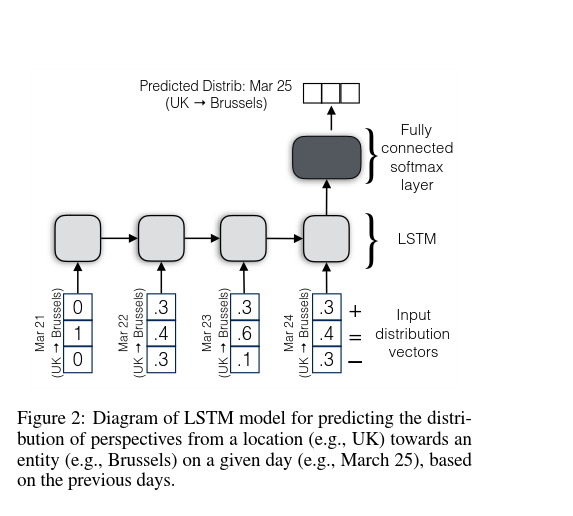 Predicted Distrib: Mar 25
(UK → Brussels)
Fully
connected
softmax
layer
LSTM
Mar 21
(UK → Brussels)
0
1
0
Mar 22
(UK → Brussels)
.3
.4
.3
Mar 23
(UK → Brussels)
.3
.6
.1
Mar 24
(UK → Brussels)
.3 +
.4 =
.3 –
Input
distribution
vectors
Figure 2: Diagram of LSTM model for predicting the distri-
bution of perspectives from a location (e.g., UK) towards an
entity (e.g., Brussels) on a given day (e.g., March 25), based
on the previous days.